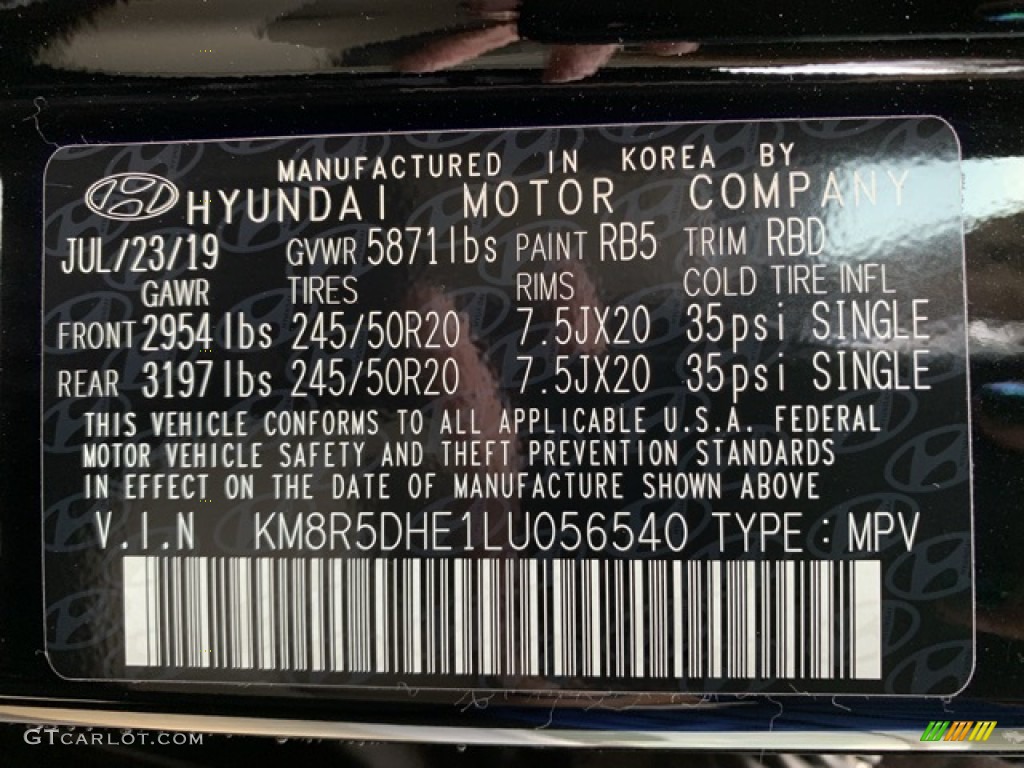 MANUFACTURED IN KOREA BY
HYUNDAI MOTOR COMPANY
JUL/23/19 GVWR 5871lbs PAINT RB5 TRIM RBD
GAWR TIRES RIMS COLD TIRE INFL
FRONT 2954 lbs 245/50R20 7.5JX20 35psi SINGLE
REAR 3197 lbs 245/50R20 7.5JX20 35psi SINGLE
THIS VEHICLE CONFORMS TO ALL APPLICABLE U.S.A. FEDERAL
MOTOR VEHICLE SAFETY AND THEFT PREVENTION STANDARDS
IN EFFECT ON THE DATE OF MANUFACTURE SHOWN ABOVE
V.I.N KM8R5DHE1LU056540 TYPE : MPV
GTCARLOT.COM